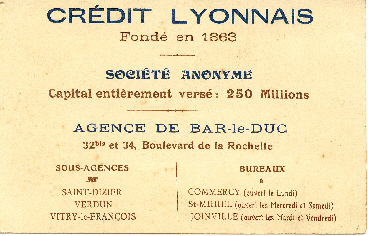 CRÉDIT LYONNAIS
Fondé en 1863
SOCIÉTÉ ANONYME
Capital entièrement versé : 250 Millions
AGENCE DE BAR-le-DUC
32bis et 34, Boulevard de la Rochelle
SOUS-AGENCES
SAINT-DIZIER
VERDUN
VITRY-le-FRANÇOIS
BUREAUX
à
COMMERCY (ouvert le Lundi)
St-MIHIEL (ouvert les Mercredi et Samedi)
JOINVILLE (ouvert les Mardi et Vendredi)